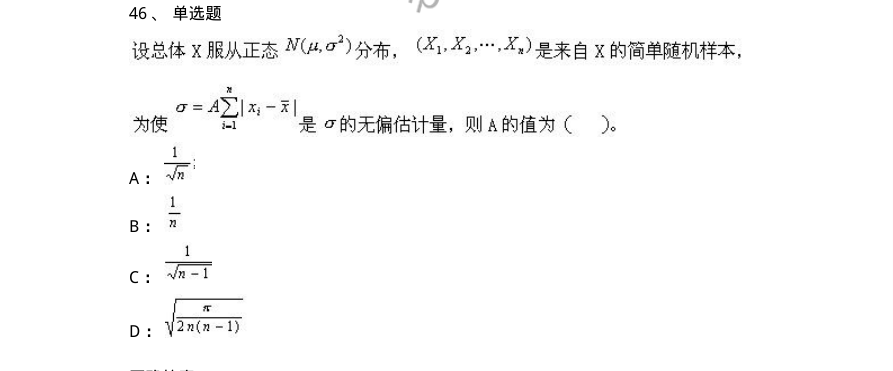 46 、 单选题
设总体 X 服从正态 N(μ,σ²) 分布， (X₁,X₂,⋯,Xₙ) 是来自 X 的简单随机样本，
为使 σ = A∑ⁿᵢ₌₁| xᵢ − x̄ | 是 σ 的无偏估计量，则 A 的值为（ ）。
A： 1/√n ;
B： 1/n
C： 1/√(n−1)
D： √(π/(2n(n−1)))